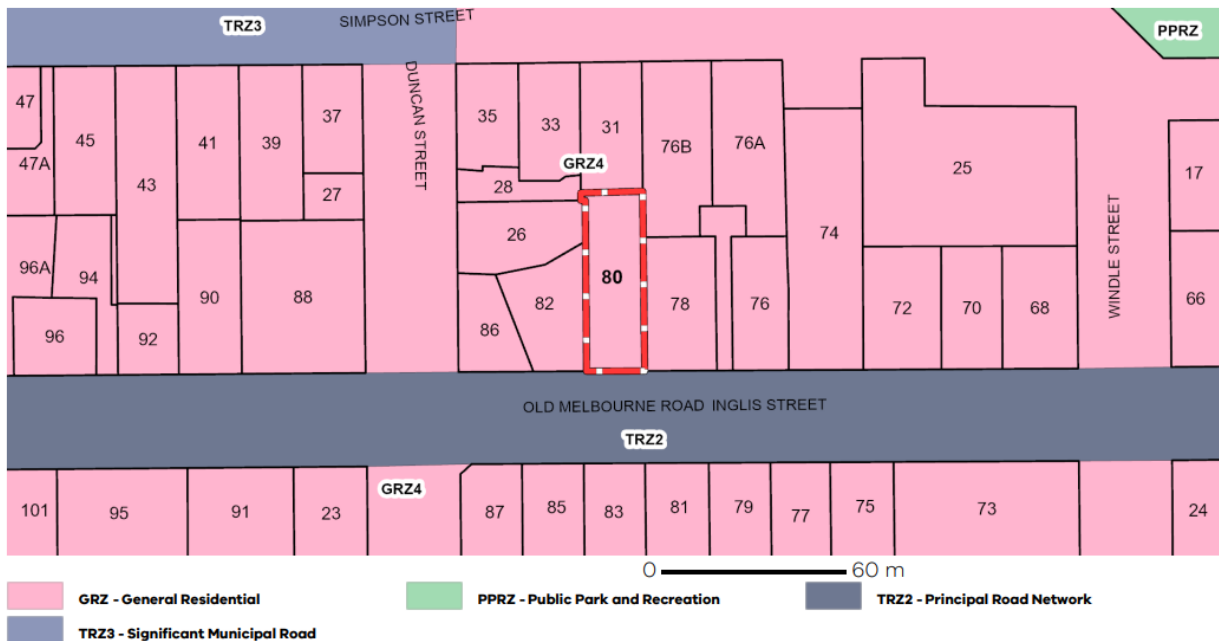 TRZ3
SIMPSON STREET
PPRZ
DUNCAN STREET
47
45
41
39
37
35
33
31
76B
76A
25
17
47A
43
27
28
GRZ4
74
WINDLE STREET
96A
94
90
88
26
80
82
78
76
72
70
68
66
96
92
86
OLD MELBOURNE ROAD INGLIS STREET
TRZ2
GRZ4
101
95
91
23
87
85
83
81
79
77
75
73
24
0 60 m
GRZ - General Residential
PPRZ - Public Park and Recreation
TRZ2 - Principal Road Network
TRZ3 - Significant Municipal Road